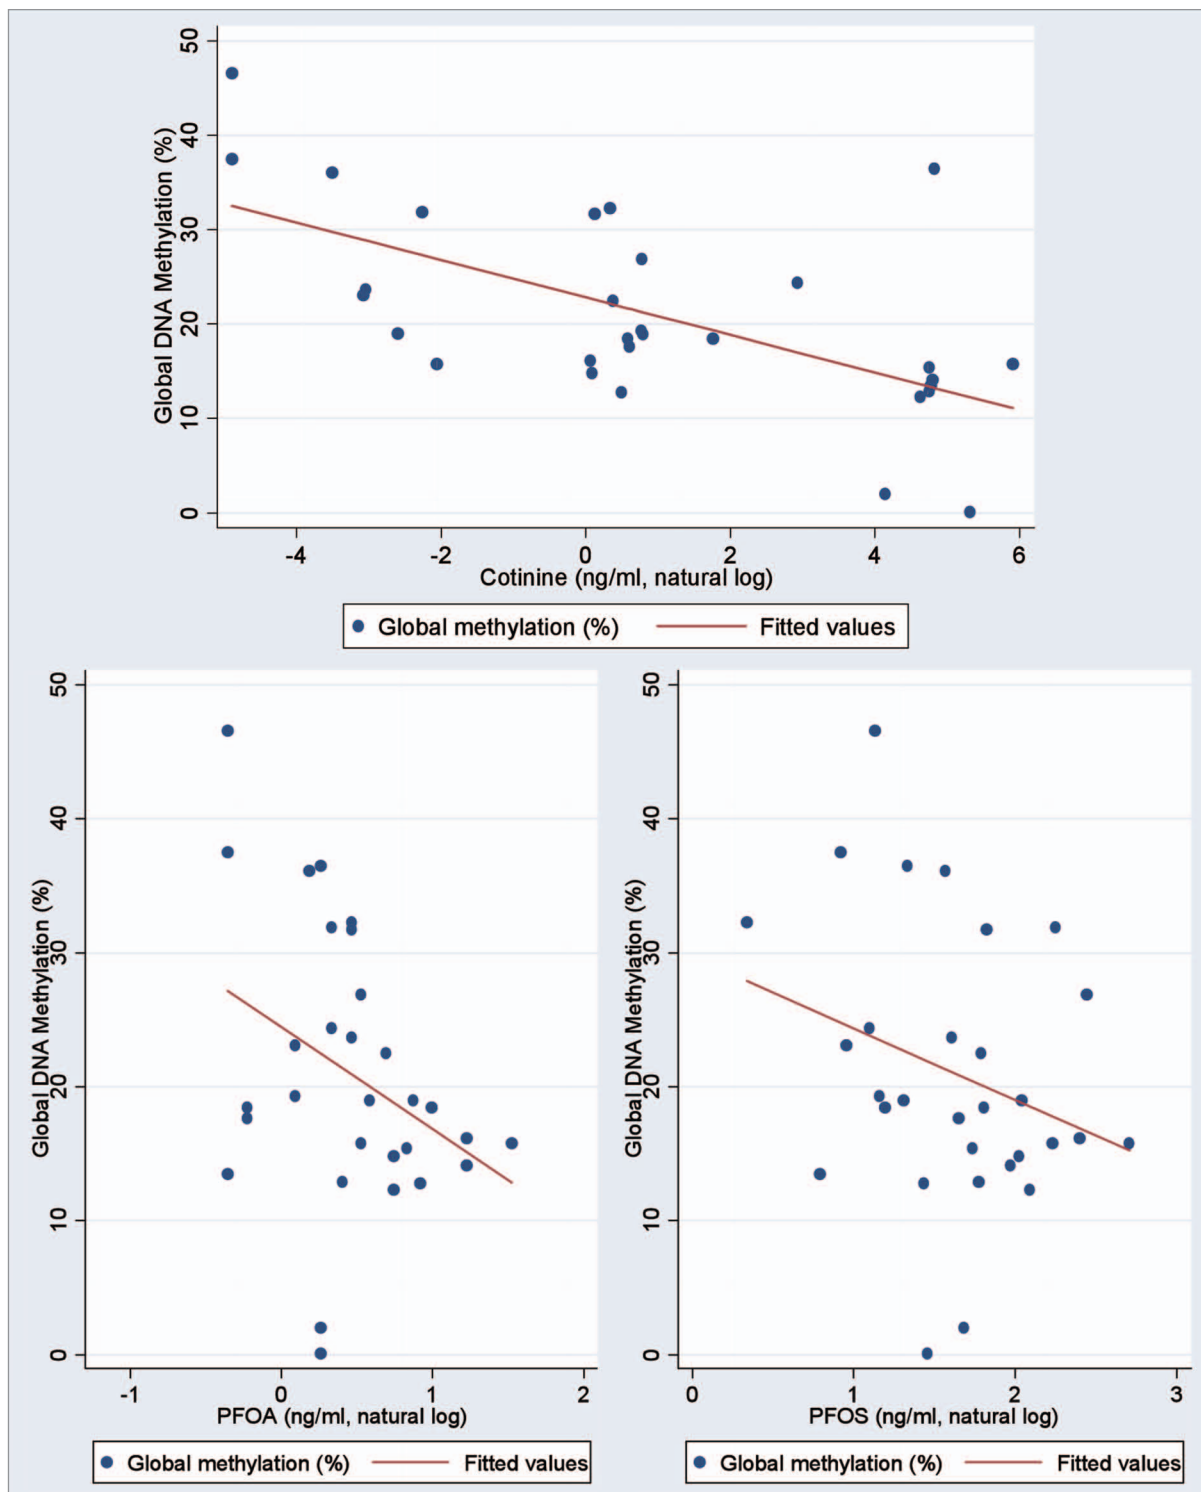 Global DNA Methylation (%)
50
40
30
20
10
0
-4 -2 0 2 4 6
Cotinine (ng/ml, natural log)
Global methylation (%) Fitted values
Global DNA Methylation (%)
50
40
30
20
10
0
-1 0 1 2
PFOA (ng/ml, natural log)
Global methylation (%) Fitted values
Global DNA Methylation (%)
50
40
30
20
10
0
0 1 2 3
PFOS (ng/ml, natural log)
Global methylation (%) Fitted values